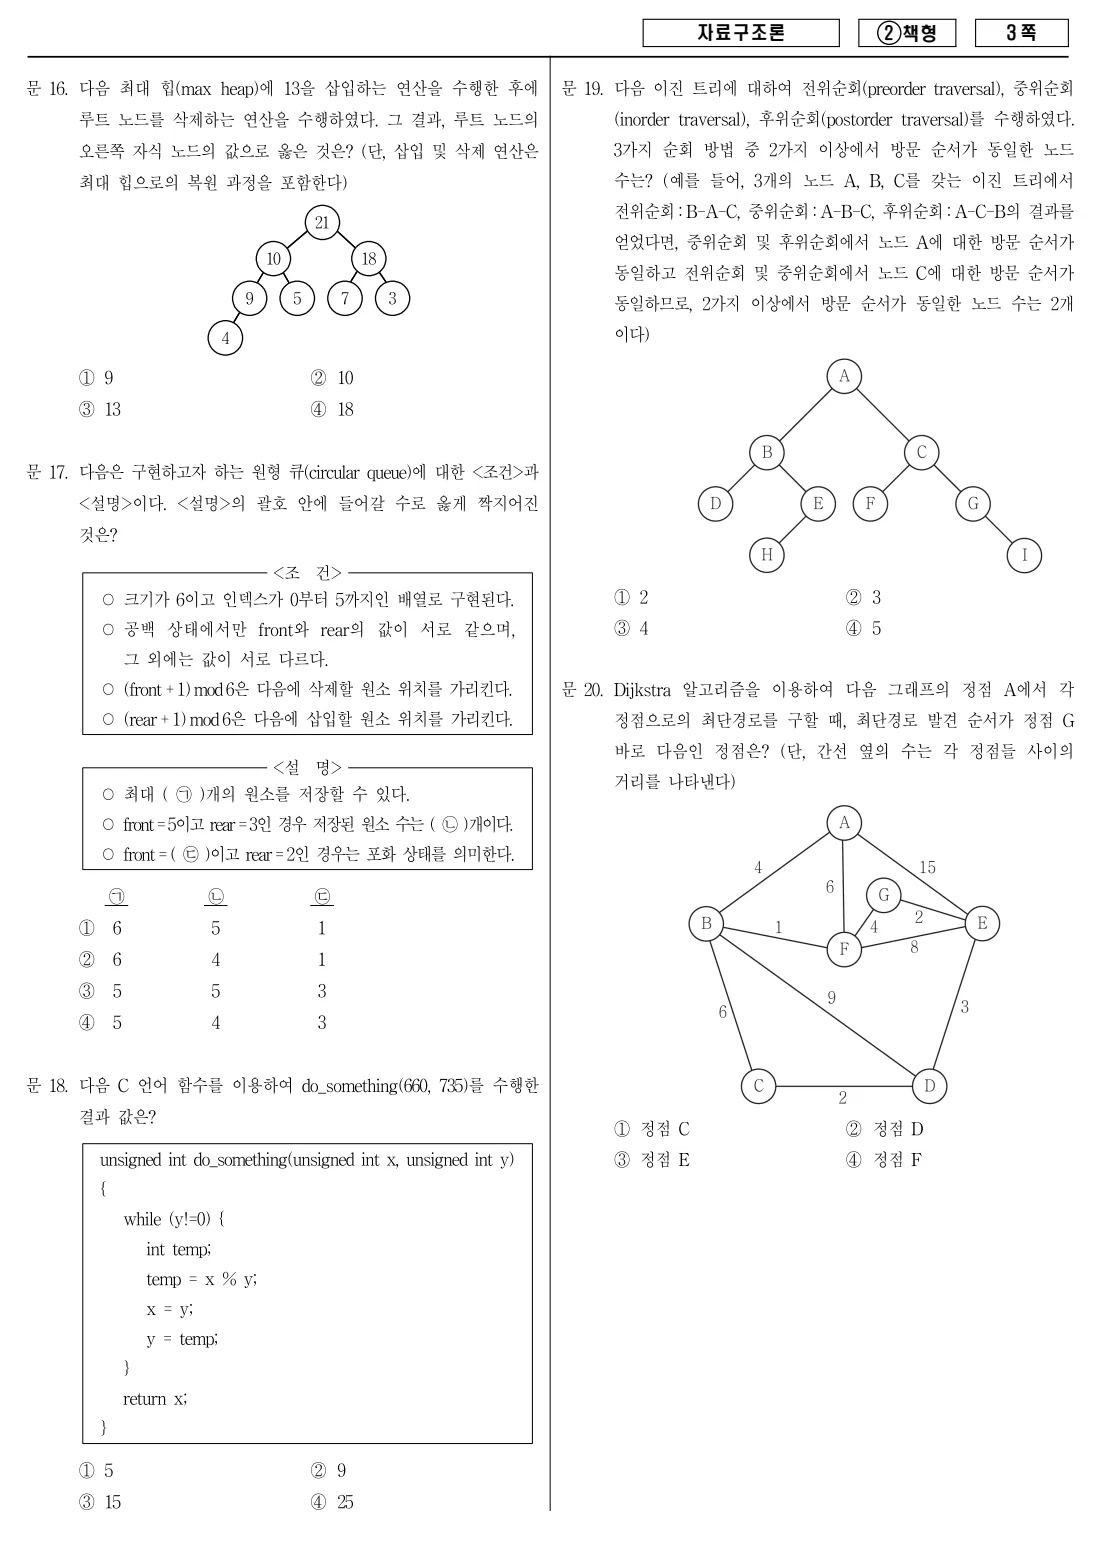 자료구조론 ②책형 3쪽
문 16. 다음 최대 힙(max heap)에 13을 삽입하는 연산을 수행한 후에
루트 노드를 삭제하는 연산을 수행하였다. 그 결과, 루트 노드의
오른쪽 자식 노드의 값으로 옳은 것은? (단, 삽입 및 삭제 연산은
최대 힙으로의 복원 과정을 포함한다)
21
10 18
9 5 7 3
4
① 9 ② 10
③ 13 ④ 18
문 17. 다음은 구현하고자 하는 원형 큐(circular queue)에 대한 <조건>과
<설명>이다. <설명>의 괄호 안에 들어갈 수로 옳게 짝지어진
것은?
<조 건>
○ 크기가 6이고 인덱스가 0부터 5까지인 배열로 구현된다.
○ 공백 상태에서만 front와 rear의 값이 서로 같으며,
그 외에는 값이 서로 다르다.
○ (front + 1) mod 6은 다음에 삭제할 원소 위치를 가리킨다.
○ (rear + 1) mod 6은 다음에 삽입할 원소 위치를 가리킨다.
<설 명>
○ 최대 ( ㉠ )개의 원소를 저장할 수 있다.
○ front = 5이고 rear = 3인 경우 저장된 원소 수는 ( ㉡ )개이다.
○ front = ( ㉢ )이고 rear = 2인 경우는 포화 상태를 의미한다.
㉠ ㉡ ㉢
① 6 5 1
② 6 4 1
③ 5 5 3
④ 5 4 3
문 18. 다음 C 언어 함수를 이용하여 do_something(660, 735)를 수행한
결과 값은?
unsigned int do_something(unsigned int x, unsigned int y)
{
while (y!=0) {
int temp;
temp = x % y;
x = y;
y = temp;
}
return x;
}
① 5 ② 9
③ 15 ④ 25
문 19. 다음 이진 트리에 대하여 전위순회(preorder traversal), 중위순회
(inorder traversal), 후위순회(postorder traversal)를 수행하였다.
3가지 순회 방법 중 2가지 이상에서 방문 순서가 동일한 노드
수는? (예를 들어, 3개의 노드 A, B, C를 갖는 이진 트리에서
전위순회 : B-A-C, 중위순회 : A-B-C, 후위순회 : A-C-B의 결과를
얻었다면, 중위순회 및 후위순회에서 노드 A에 대한 방문 순서가
동일하고 전위순회 및 중위순회에서 노드 C에 대한 방문 순서가
동일하므로, 2가지 이상에서 방문 순서가 동일한 노드 수는 2개
이다)
A
B C
D E F G
H I
① 2 ② 3
③ 4 ④ 5
문 20. Dijkstra 알고리즘을 이용하여 다음 그래프의 정점 A에서 각
정점으로의 최단경로를 구할 때, 최단경로 발견 순서가 정점 G
바로 다음인 정점은? (단, 간선 옆의 수는 각 정점들 사이의
거리를 나타낸다)
A
4 6 15
G
B 1 4 2 E
F 8
9
6 3
C D
2
① 정점 C ② 정점 D
③ 정점 E ④ 정점 F